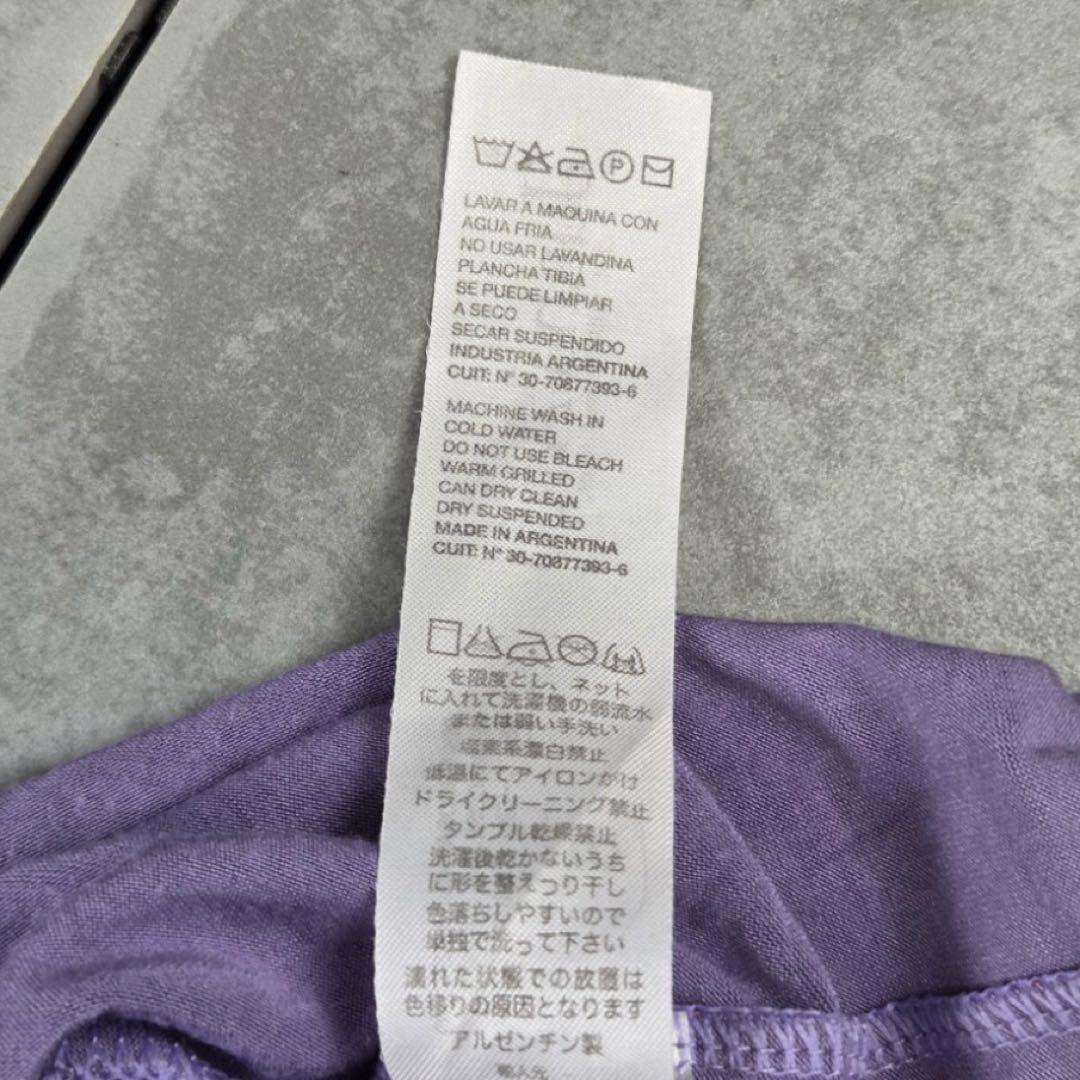 P
LAVAR A MAQUINA CON
AGUA FRIA
NO USAR LAVANDINA
PLANCHA TIBIA
SE PUEDE LIMPIAR
A SECO
SECAR SUSPENDIDO
INDUSTRIA ARGENTINA
CUIT: N° 30-70877393-6
MACHINE WASH IN
COLD WATER
DO NOT USE BLEACH
WARM GRILLED
CAN DRY CLEAN
DRY SUSPENDED
MADE IN ARGENTINA
CUIT: N° 30-70877393-6
を限度とし、ネット
に入れて洗濯機の弱流水
または弱い手洗い
塩素系漂白禁止
低温にてアイロンがけ
ドライクリーニング禁止
タンブル乾燥禁止
洗濯後乾かないうち
に形を整えつり干し
色落ちしやすいので
単独で洗って下さい
濡れた状態での放置は
色移りの原因となります
アルゼンチン製
輸入元